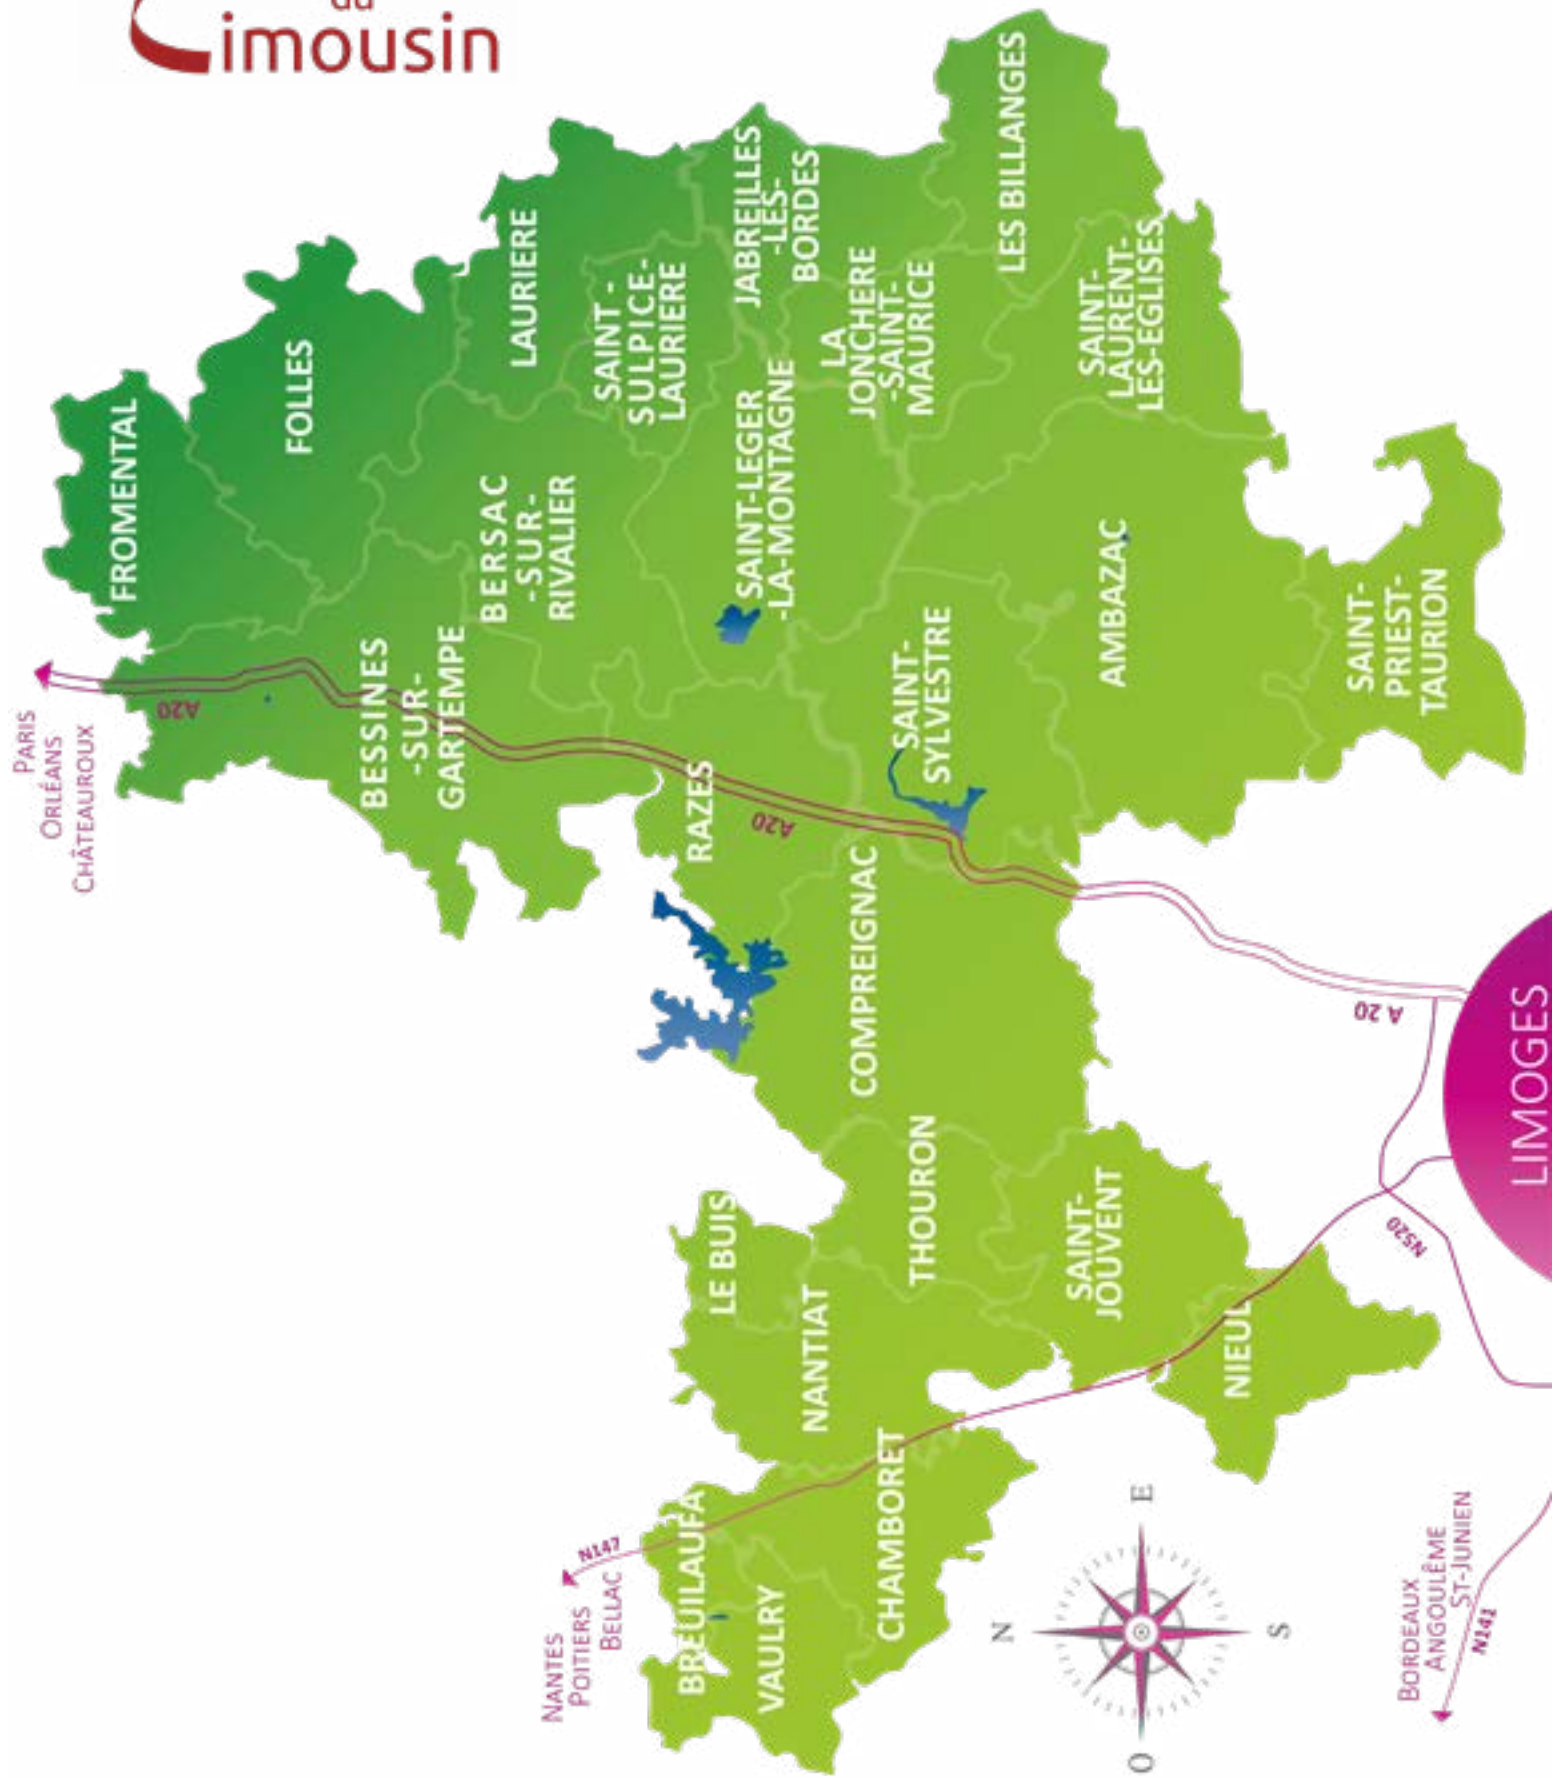 du
Limousin
PARIS
ORLÉANS
CHÂTEAUROUX
A20
FROMENTAL
FOLLES
BESSINES
-SUR-
GARTEMPE
BERSAC
-SUR-
RIVALIER
LAURIERE
SAINT-
SULPICE-
LAURIERE
JABREILLES
-LES-
BORDES
LES BILLANGES
LA
JONCHERE
-SAINT-
MAURICE
SAINT-LEGER
-LA-MONTAGNE
SAINT-
LAURENT-
LES-EGLISES
RAZES
A20
SAINT-
SYLVESTRE
AMBAZAC
SAINT-
PRIEST-
TAURION
COMPREIGNAC
THOURON
LE BUIS
NANTIAT
SAINT-
JOUVENT
NIEUL
CHAMBORET
BREUILAUFA
VAULRY
NANTES
POITIERS
BELLAC
N147
A 20
N520
LIMOGES
BORDEAUX
ANGOULÊME
ST-JUNIEN
N141
N
E
S
O